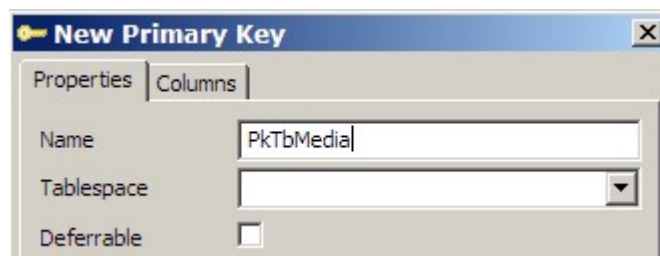 New Primary Key
Properties Columns
Name PkTbMedia
Tablespace
Deferrable